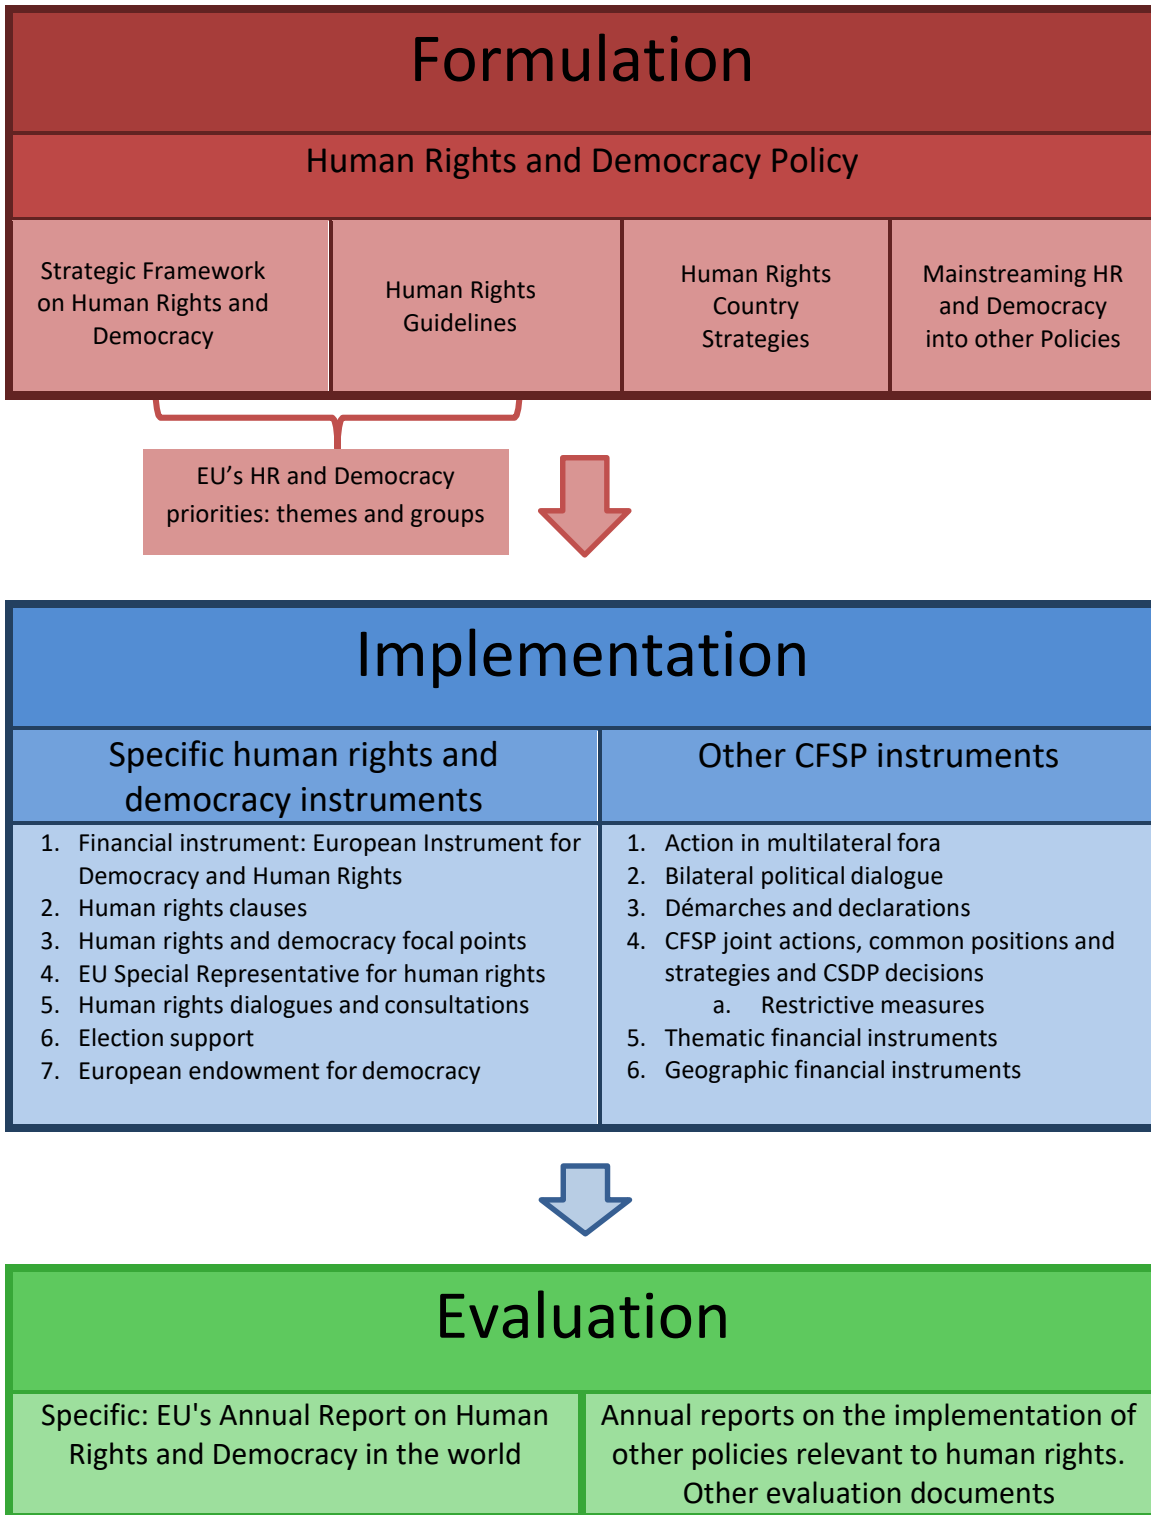 Formulation
Human Rights and Democracy Policy
Strategic Framework
on Human Rights and
Democracy
Human Rights
Guidelines
Human Rights
Country
Strategies
Mainstreaming HR
and Democracy
into other Policies
EU’s HR and Democracy
priorities: themes and groups
Implementation
Specific human rights and
democracy instruments
1. Financial instrument: European Instrument for
Democracy and Human Rights
2. Human rights clauses
3. Human rights and democracy focal points
4. EU Special Representative for human rights
5. Human rights dialogues and consultations
6. Election support
7. European endowment for democracy
Other CFSP instruments
1. Action in multilateral fora
2. Bilateral political dialogue
3. Démarches and declarations
4. CFSP joint actions, common positions and
strategies and CSDP decisions
a. Restrictive measures
5. Thematic financial instruments
6. Geographic financial instruments
Evaluation
Specific: EU's Annual Report on Human
Rights and Democracy in the world
Annual reports on the implementation of
other policies relevant to human rights.
Other evaluation documents